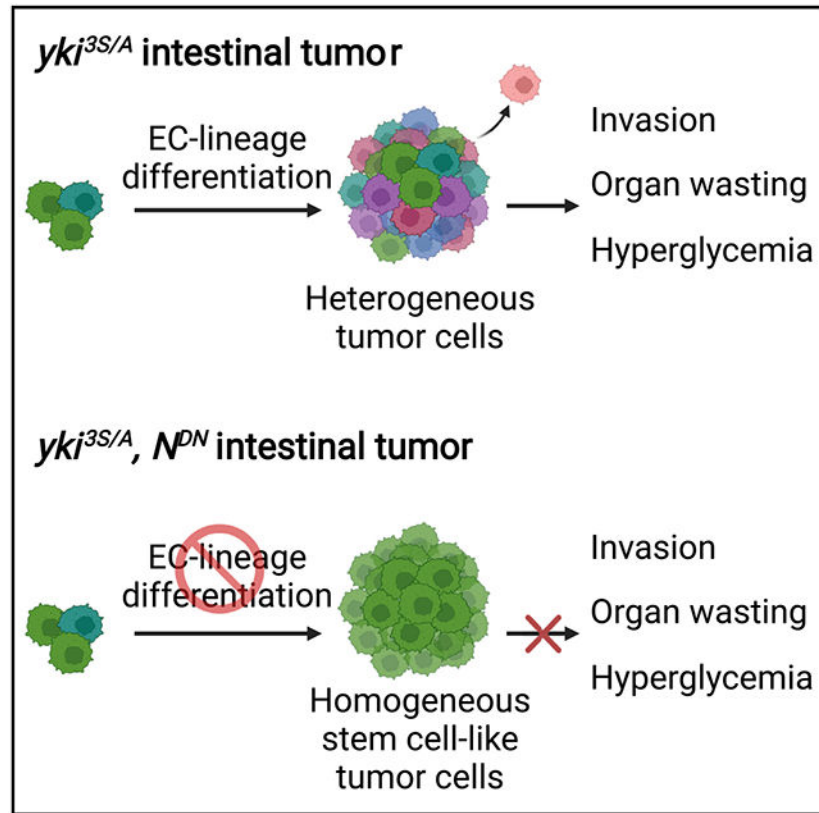 yki3S/A intestinal tumor
EC-lineage
differentiation
Heterogeneous
tumor cells
Invasion
Organ wasting
Hyperglycemia
yki3S/A, NDN intestinal tumor
EC-lineage
differentiation
Homogeneous
stem cell-like
tumor cells
Invasion
Organ wasting
Hyperglycemia